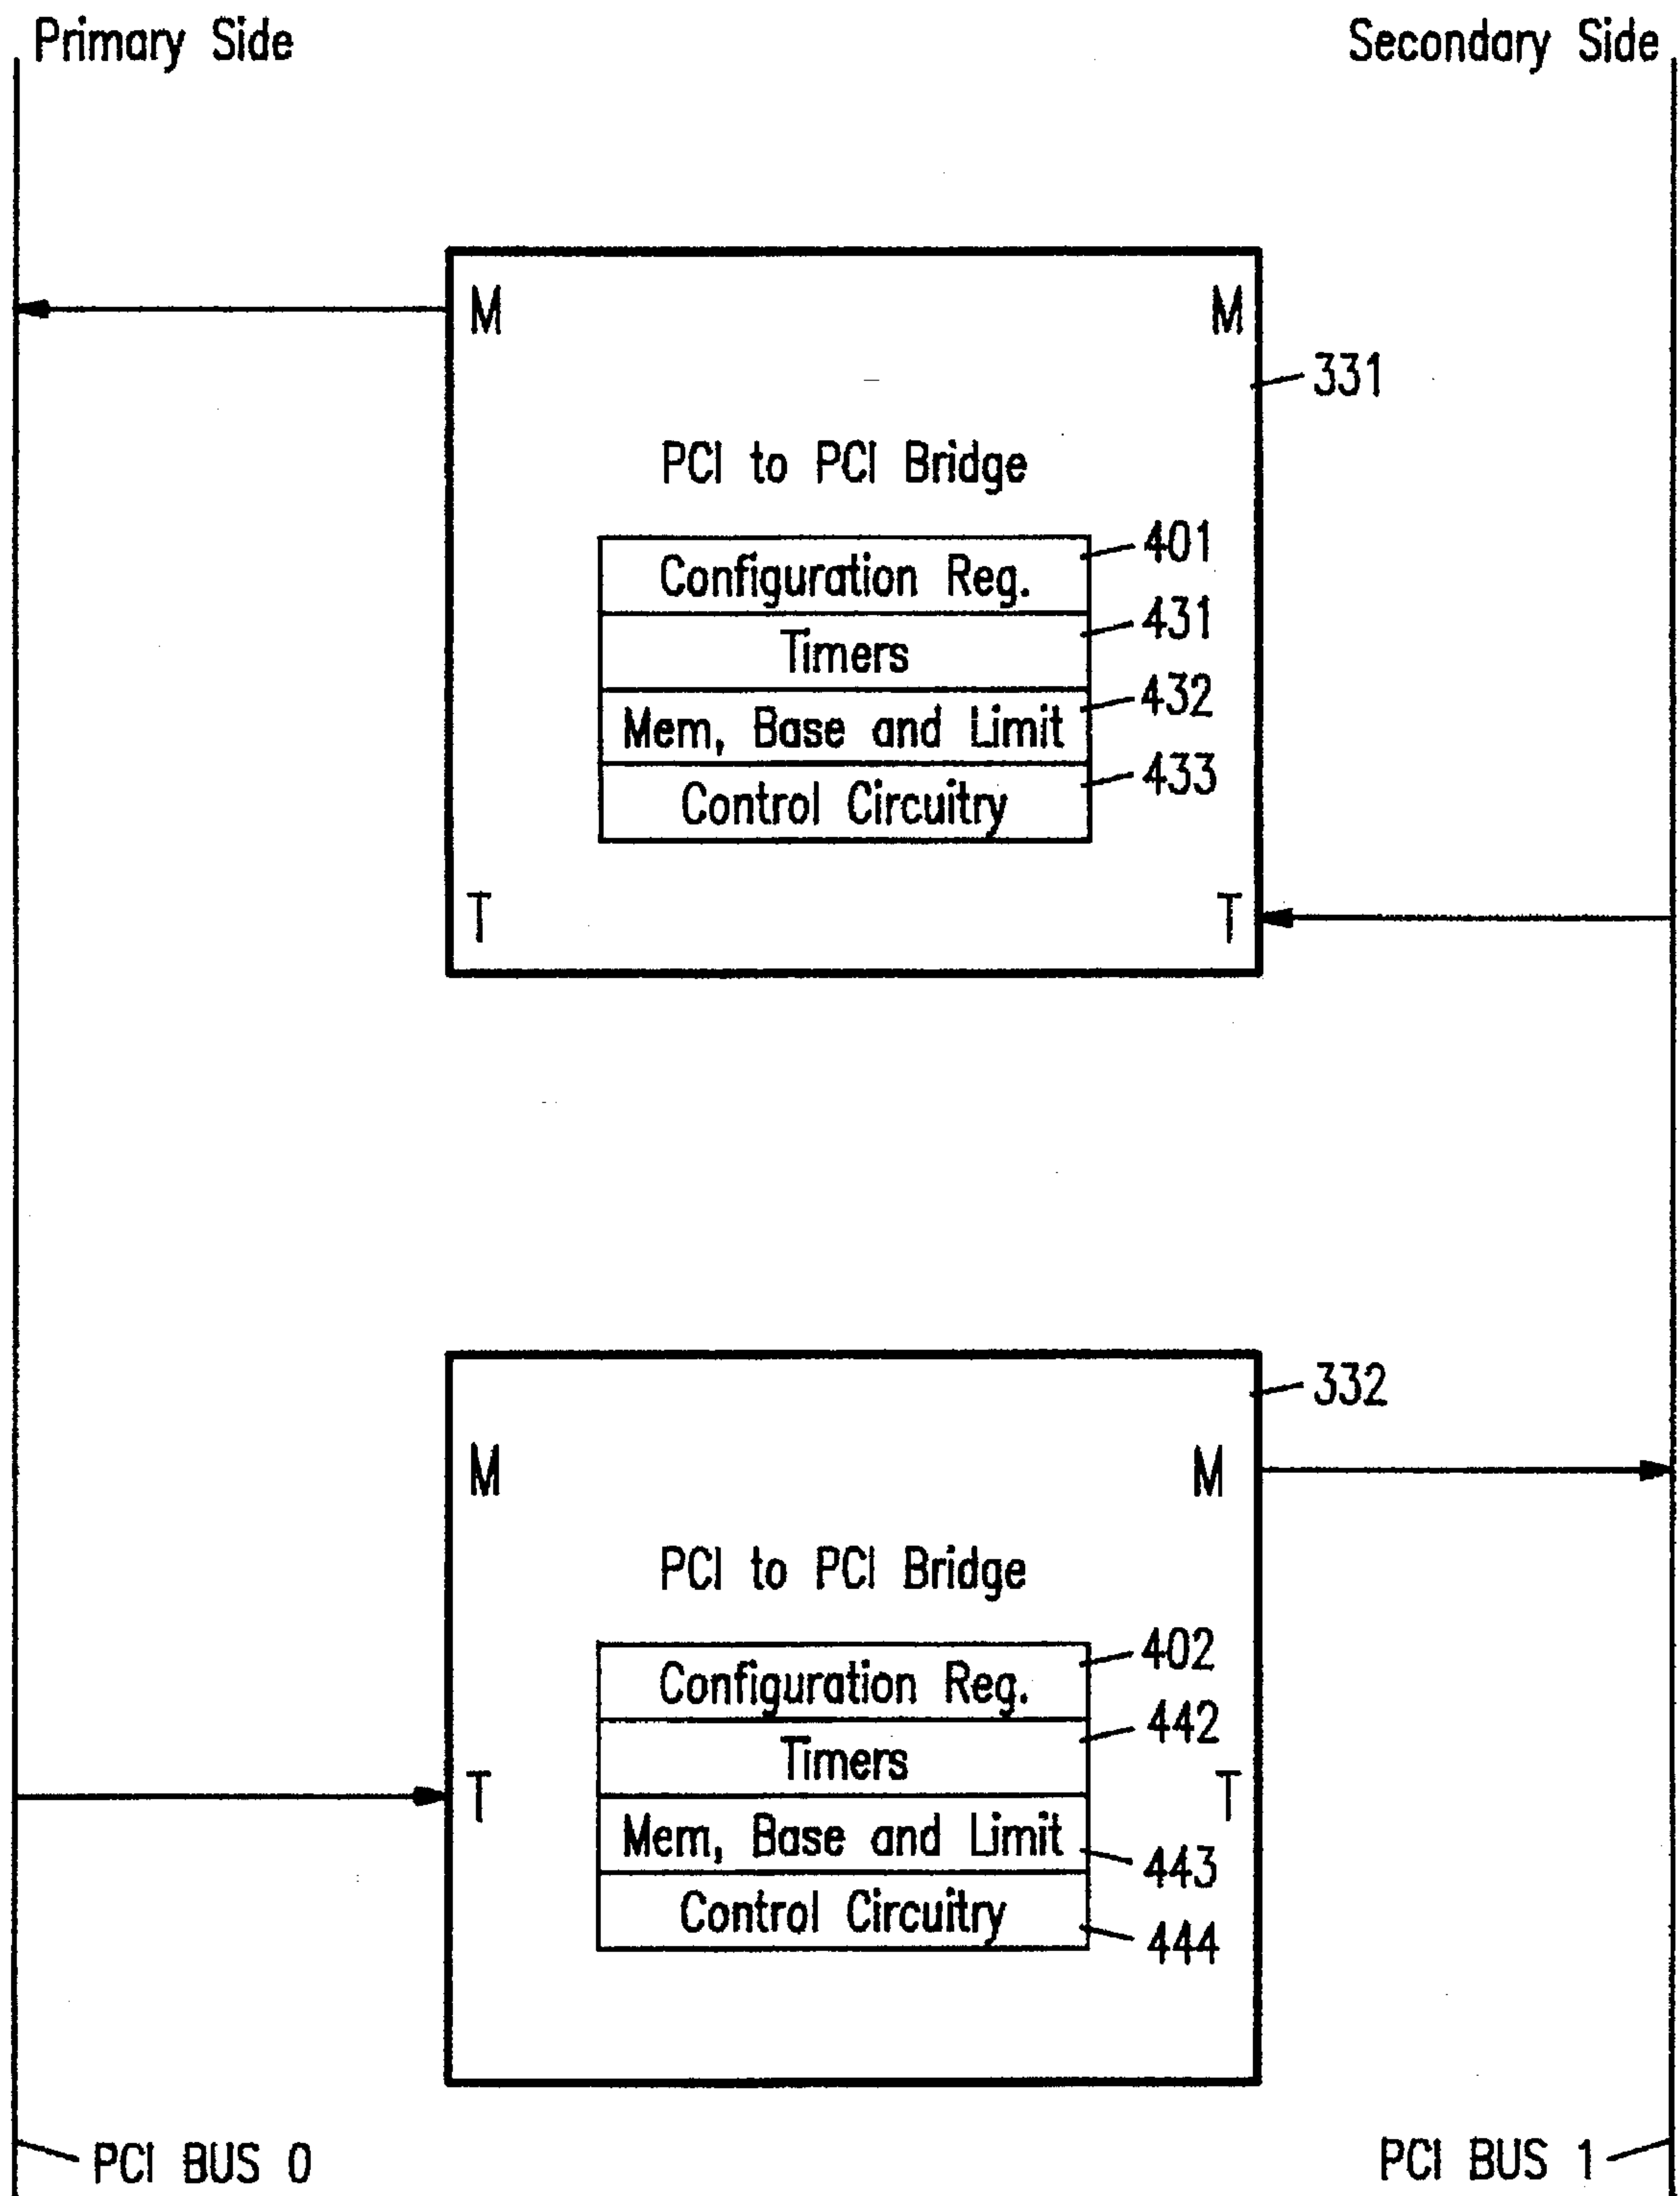 Primary Side
Secondary Side
M
M
331
PCI to PCI Bridge
401
Configuration Reg.
431
Timers
432
Mem, Base and Limit
433
Control Circuitry
T
T
332
M
M
PCI to PCI Bridge
402
Configuration Reg.
442
Timers
T
T
Mem, Base and Limit
443
Control Circuitry
444
PCI BUS 0
PCI BUS 1